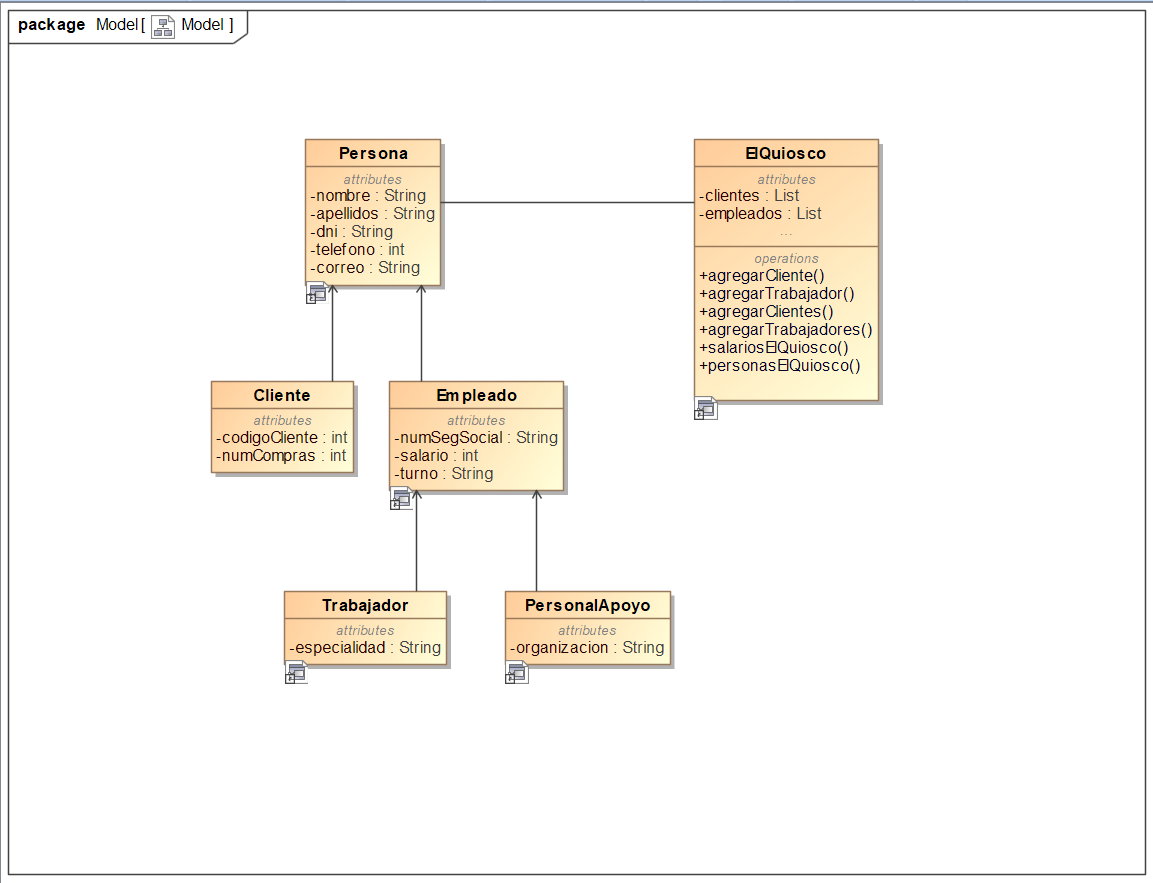 package Model[ Model ]
Persona
attributes
-nombre : String
-apellidos : String
-dni : String
-telefono : int
-correo : String
ElQuiosco
attributes
-clientes : List
-empleados : List
...
operations
+agregarCliente()
+agregarTrabajador()
+agregarClientes()
+agregarTrabajadores()
+salariosElQuiosco()
+personasElQuiosco()
Cliente
attributes
-codigoCliente : int
-numCompras : int
Empleado
attributes
-numSegSocial : String
-salario : int
-turno : String
Trabajador
attributes
-especialidad : String
PersonalApoyo
attributes
-organizacion : String